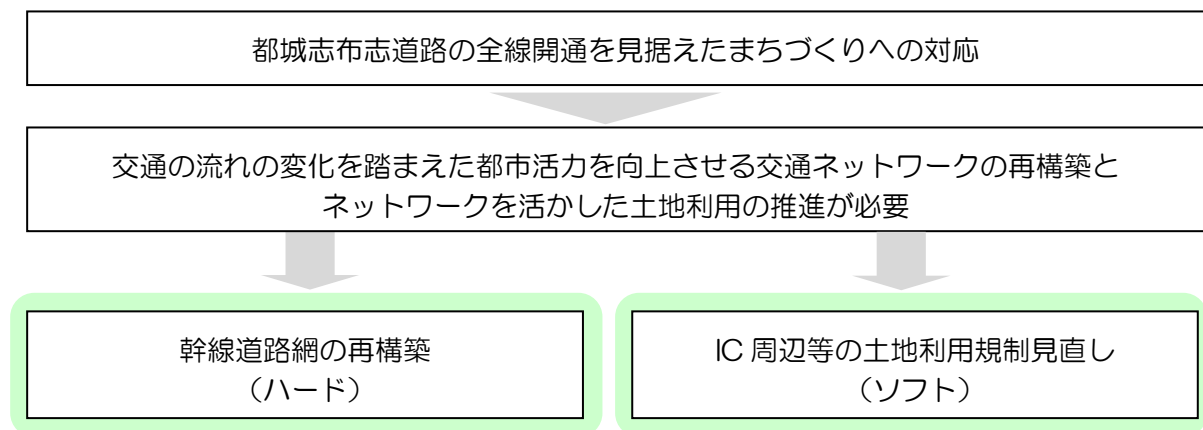 都城志布志道路の全線開通を見据えたまちづくりへの対応
交通の流れの変化を踏まえた都市活力を向上させる交通ネットワークの再構築と
ネットワークを活かした土地利用の推進が必要
幹線道路網の再構築
（ハード）
IC 周辺等の土地利用規制見直し
（ソフト）